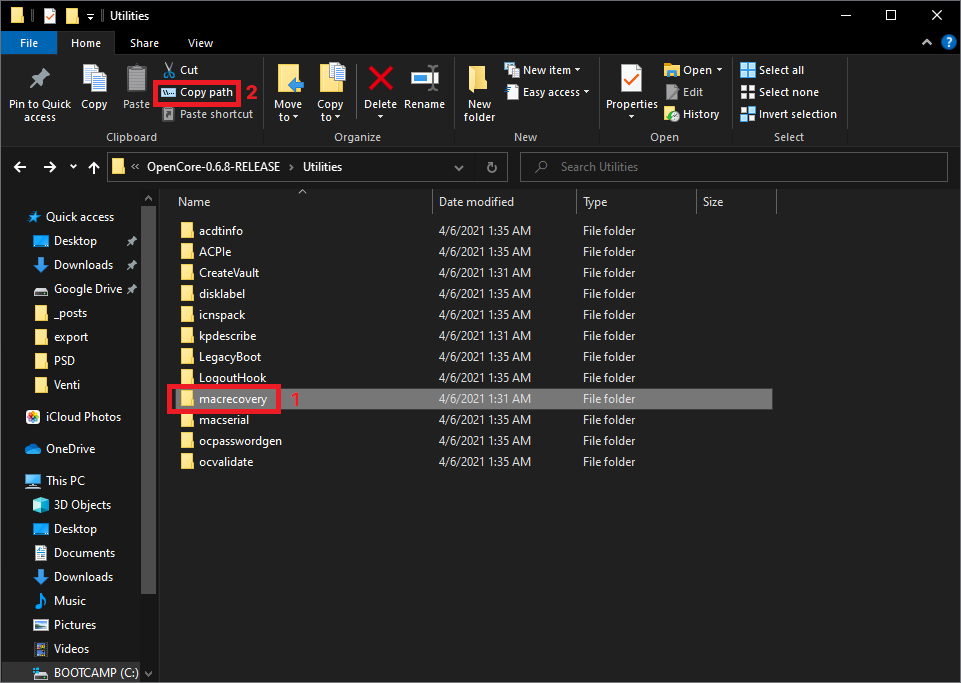 Utilities
File Home Share View
Pin to Quick access
Copy
Paste
Cut
Copy path 2
Paste shortcut
Clipboard
Move to
Copy to
Delete
Rename
Organize
New folder
New item
Easy access
New
Properties
Open
Edit
History
Open
Select all
Select none
Invert selection
Select
« OpenCore-0.6.8-RELEASE › Utilities
Search Utilities
Quick access
Desktop
Downloads
Google Drive
_posts
export
PSD
Venti
iCloud Photos
OneDrive
This PC
3D Objects
Desktop
Documents
Downloads
Music
Pictures
Videos
BOOTCAMP (C:)
Name Date modified Type Size
acdtinfo 4/6/2021 1:35 AM File folder
ACPIe 4/6/2021 1:35 AM File folder
CreateVault 4/6/2021 1:31 AM File folder
disklabel 4/6/2021 1:35 AM File folder
icnspack 4/6/2021 1:35 AM File folder
kpdescribe 4/6/2021 1:31 AM File folder
LegacyBoot 4/6/2021 1:35 AM File folder
LogoutHook 4/6/2021 1:35 AM File folder
macrecovery 1 4/6/2021 1:31 AM File folder
macserial 4/6/2021 1:35 AM File folder
ocpasswordgen 4/6/2021 1:35 AM File folder
ocvalidate 4/6/2021 1:35 AM File folder